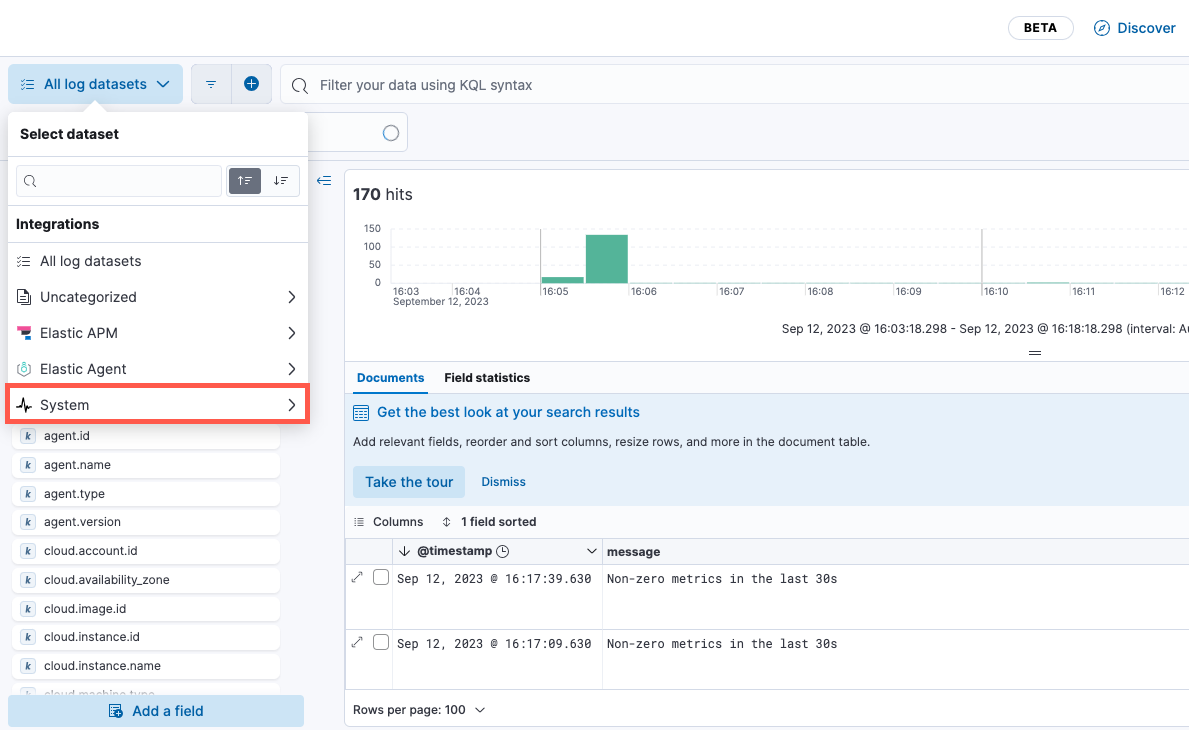 BETA
Discover
All log datasets
Filter your data using KQL syntax
Select dataset
Integrations
All log datasets
Uncategorized
Elastic APM
Elastic Agent
System
k agent.id
k agent.name
k agent.type
k agent.version
k cloud.account.id
k cloud.availability_zone
k cloud.image.id
k cloud.instance.id
k cloud.instance.name
k cloud.machine.type
Add a field
170 hits
150
100
50
0
16:03 16:04 16:05 16:06 16:07 16:08 16:09 16:10 16:11 16:12
September 12, 2023
Sep 12, 2023 @ 16:03:18.298 - Sep 12, 2023 @ 16:18:18.298 (interval: Au
Documents Field statistics
Get the best look at your search results
Add relevant fields, reorder and sort columns, resize rows, and more in the document table.
Take the tour Dismiss
Columns 1 field sorted
@timestamp message
Sep 12, 2023 @ 16:17:39.630 Non-zero metrics in the last 30s
Sep 12, 2023 @ 16:17:09.630 Non-zero metrics in the last 30s
Rows per page: 100